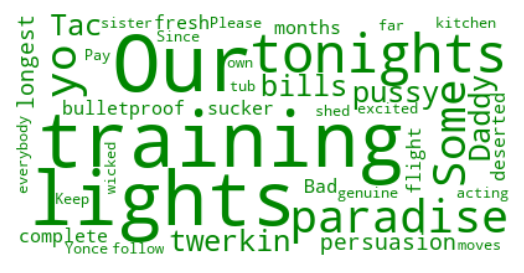 Tac sister fresh Please months far kitchen
Since
Our tonights
yo longest Pay own bills pussy
tub
bulletproof sucker shed excited Some Daddy deserted
training
everybody wicked flight
lights Keep Bad genuine acting
paradise
complete twerkin persuasion moves
Yonce follow